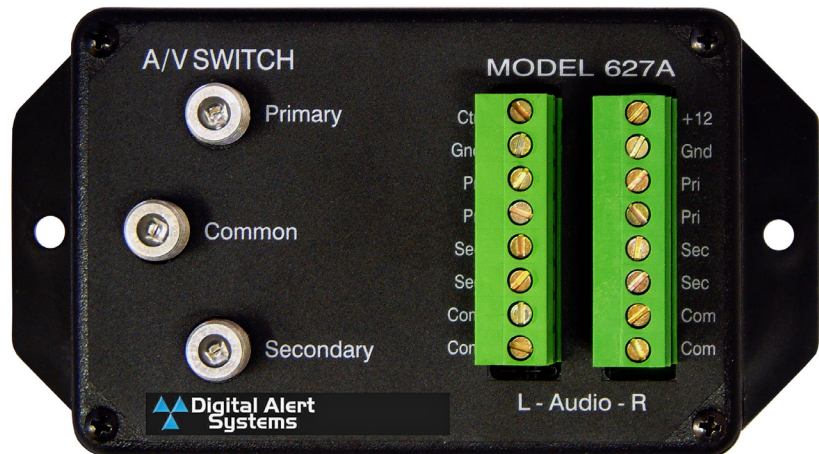 A/V SWITCH
MODEL 627A
Primary
Common
Secondary
+12
Gnd
Gnd
Pri
Pri
Sec
Sec
Com
Com
L - Audio - R
Digital Alert
Systems